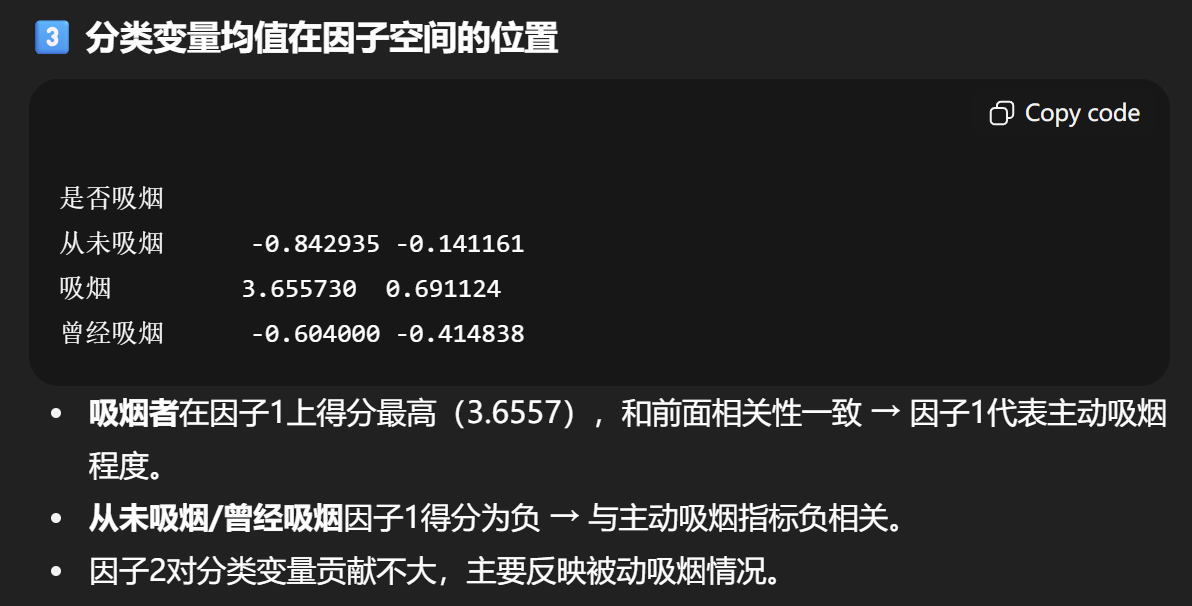 3 分类变量均值在因子空间的位置
Copy code
是否吸烟
从未吸烟 -0.842935 -0.141161
吸烟 3.655730 0.691124
曾经吸烟 -0.604000 -0.414838
• 吸烟者在因子1上得分最高（3.6557），和前面相关性一致 → 因子1代表主动吸烟
程度。
• 从未吸烟/曾经吸烟因子1得分为负 → 与主动吸烟指标负相关。
• 因子2对分类变量贡献不大，主要反映被动吸烟情况。